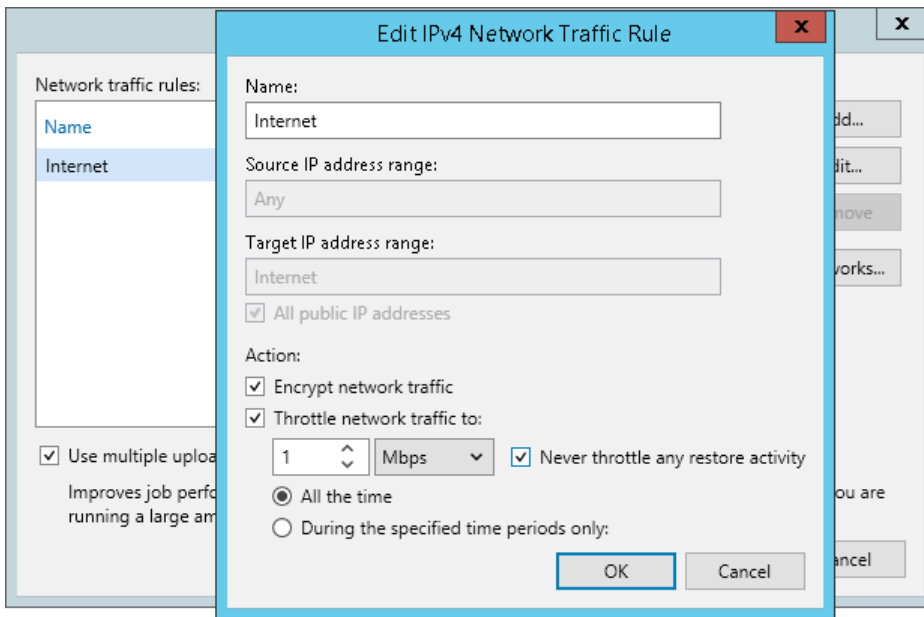 Edit IPv4 Network Traffic Rule
x
x
Network traffic rules:
Name
Internet
Use multiple uploa
Improves job perfo
running a large am
Name:
Internet
Source IP address range:
Any
Target IP address range:
Internet
All public IP addresses
Action:
Encrypt network traffic
Throttle network traffic to:
1 Mbps Never throttle any restore activity
All the time
During the specified time periods only:
OK Cancel
dd...
dit...
move
vorks...
ou are
ancel